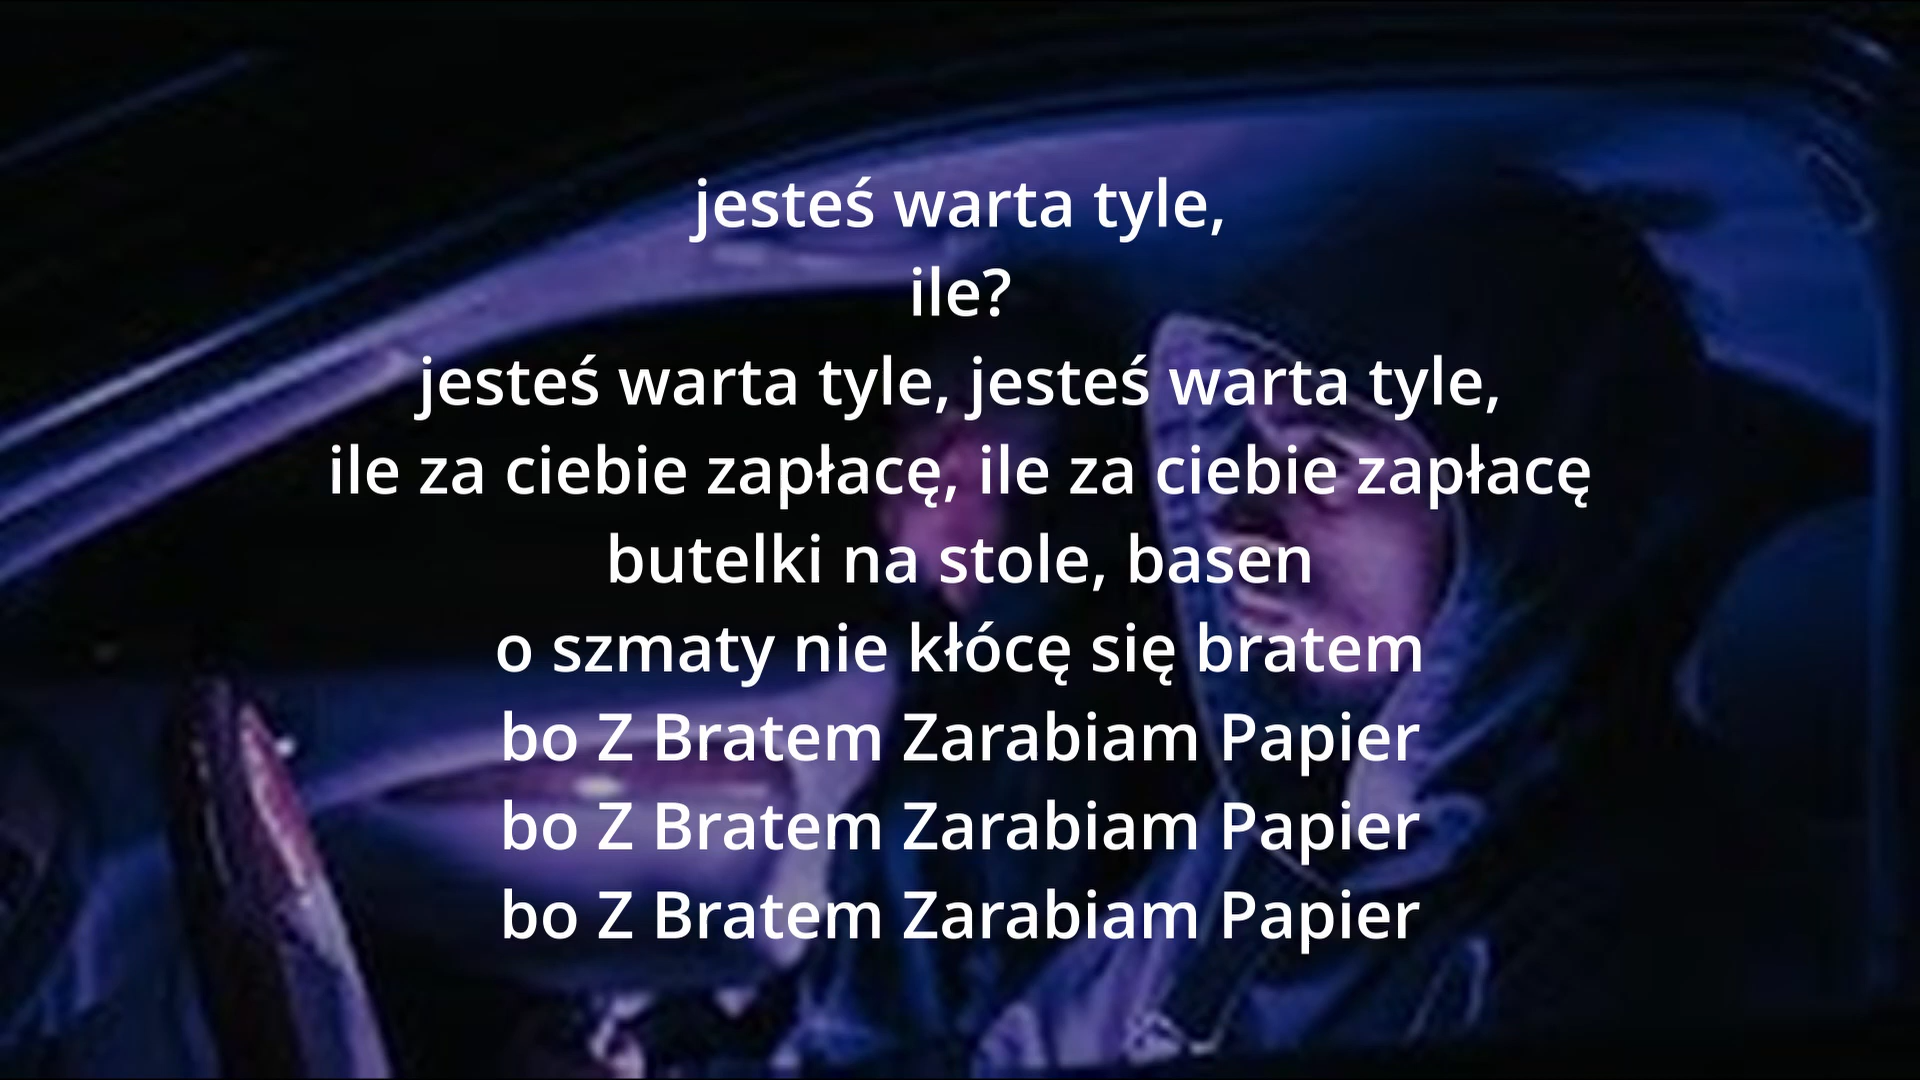 jesteś warta tyle,
ile?
jesteś warta tyle, jesteś warta tyle,
ile za ciebie zapłacę, ile za ciebie zapłacę
butelki na stole, basen
o szmaty nie kłócę się bratem
bo Z Bratem Zarabiam Papier
bo Z Bratem Zarabiam Papier
bo Z Bratem Zarabiam Papier